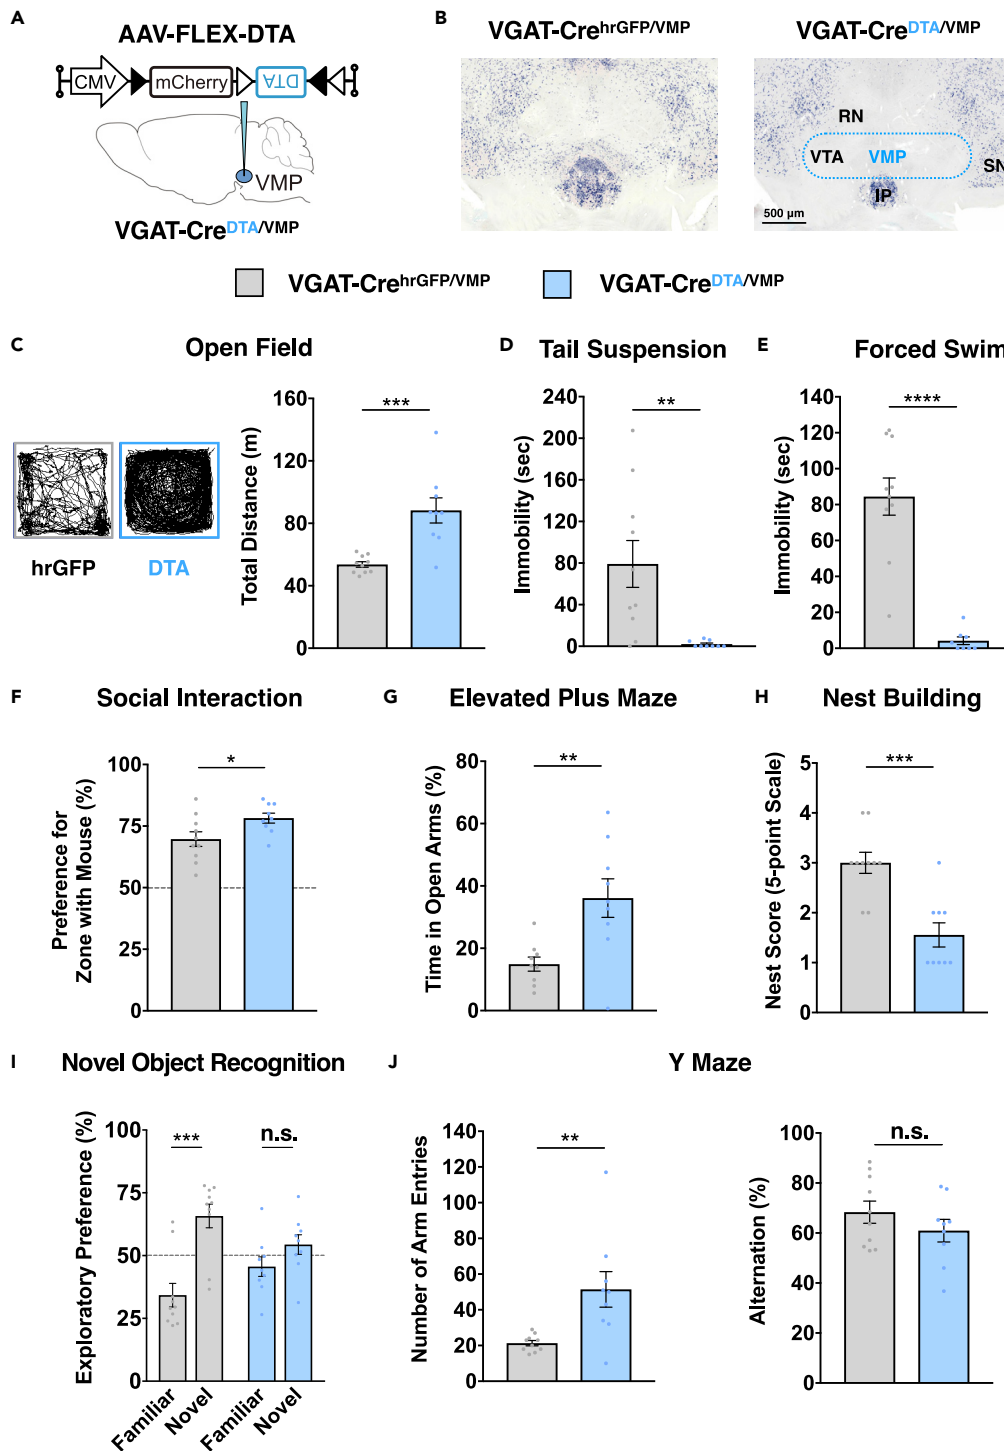 A
AAV-FLEX-DTA
CMV
mCherry
DTA
VMP
VGAT-CreDTA/VMP
B
VGAT-CrehrGFP/VMP
VGAT-CreDTA/VMP
RN
VTA
VMP
SN
IP
500 µm
VGAT-CrehrGFP/VMP
VGAT-CreDTA/VMP
C
Open Field
hrGFP
DTA
Total Distance (m)
160
120
80
40
0
***
D
Tail Suspension
Immobility (sec)
240
200
160
120
80
40
0
**
E
Forced Swim
Immobility (sec)
140
120
100
80
60
40
20
0
****
F
Social Interaction
Preference for
Zone with Mouse (%)
100
75
50
25
0
*
G
Elevated Plus Maze
Time in Open Arms (%)
80
60
40
20
0
**
H
Nest Building
Nest Score (5-point Scale)
5
4
3
2
1
0
***
I
Novel Object Recognition
Exploratory Preference (%)
100
75
50
25
0
***
n.s.
Familiar
Novel
Familiar
Novel
J
Y Maze
Number of Arm Entries
140
120
100
80
60
40
20
0
**
Alternation (%)
100
80
60
40
20
0
n.s.